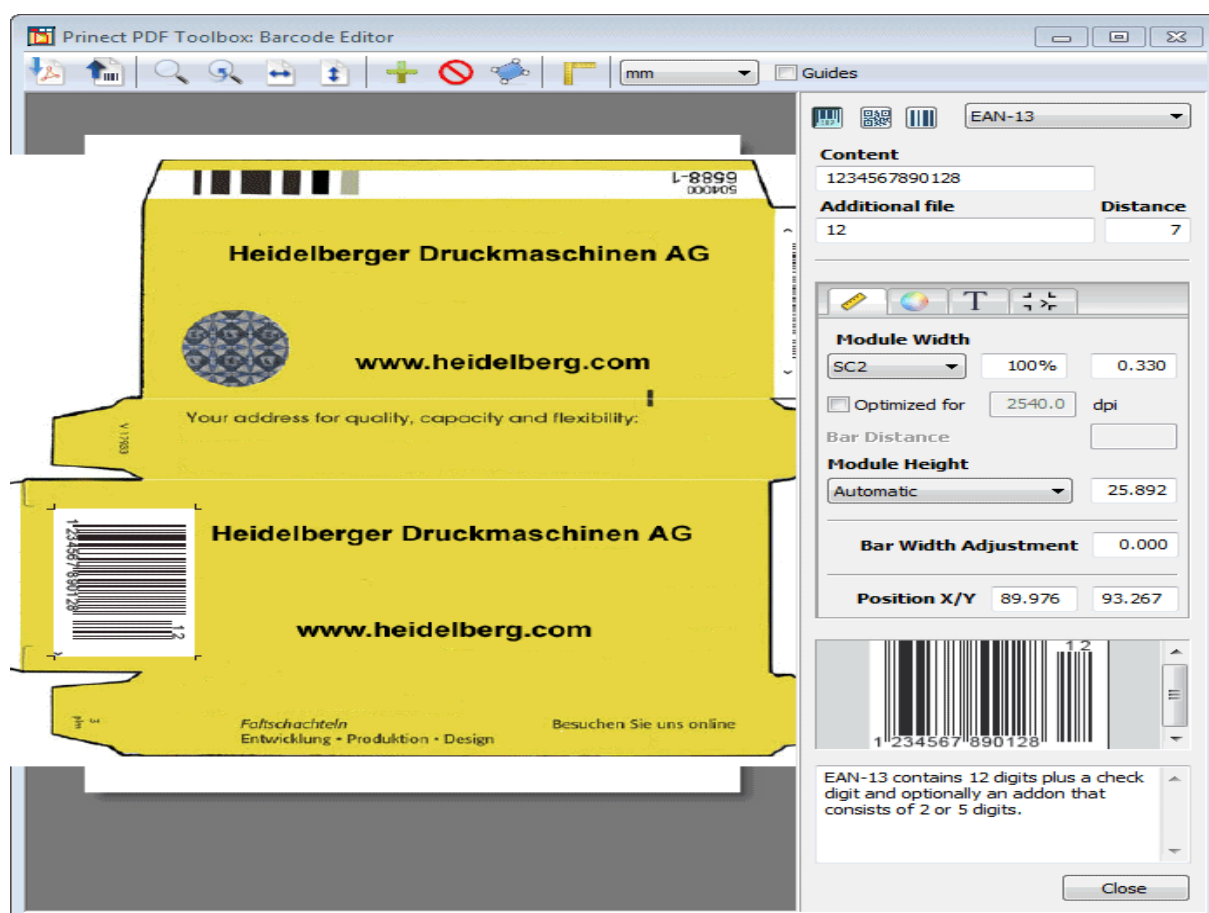 Prinect PDF Toolbox: Barcode Editor
mm
Guides
EAN-13
Content
1234567890128
Additional file Distance
12 7
Module Width
SC2 100% 0.330
Optimized for 2540.0 dpi
Bar Distance
Module Height
Automatic 25.892
Bar Width Adjustment 0.000
Position X/Y 89.976 93.267
12
1 234567 890128
EAN-13 contains 12 digits plus a check
digit and optionally an addon that
consists of 2 or 5 digits.
Close
504000
6588-1
Heidelberger Druckmaschinen AG
www.heidelberg.com
Your address for quality, capacity and flexibility:
Heidelberger Druckmaschinen AG
1 234567 890128
12
www.heidelberg.com
Faltschachteln
Entwicklung • Produktion • Design
Besuchen Sie uns online